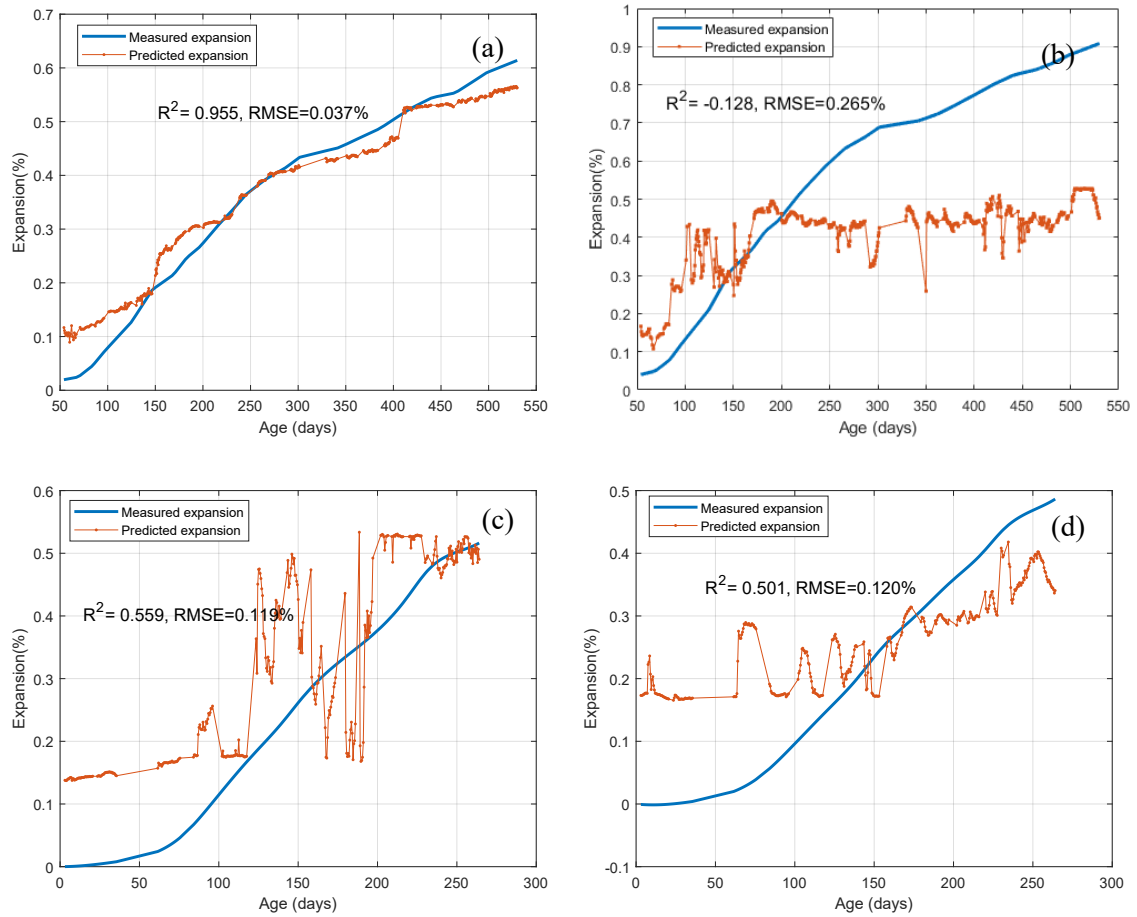 Measured expansion
Predicted expansion
(a)
R²= 0.955, RMSE=0.037%
Expansion(%)
0.7
0.6
0.5
0.4
0.3
0.2
0.1
0
50 100 150 200 250 300 350 400 450 500 550
Age (days)
Measured expansion
Predicted expansion
(b)
R²= -0.128, RMSE=0.265%
Expansion(%)
1
0.9
0.8
0.7
0.6
0.5
0.4
0.3
0.2
0.1
0
50 100 150 200 250 300 350 400 450 500 550
Age (days)
Measured expansion
Predicted expansion
(c)
R²= 0.559, RMSE=0.119%
Expansion(%)
0.6
0.5
0.4
0.3
0.2
0.1
0
0 50 100 150 200 250 300
Age (days)
Measured expansion
Predicted expansion
(d)
R²= 0.501, RMSE=0.120%
Expansion(%)
0.5
0.4
0.3
0.2
0.1
0
-0.1
0 50 100 150 200 250 300
Age (days)